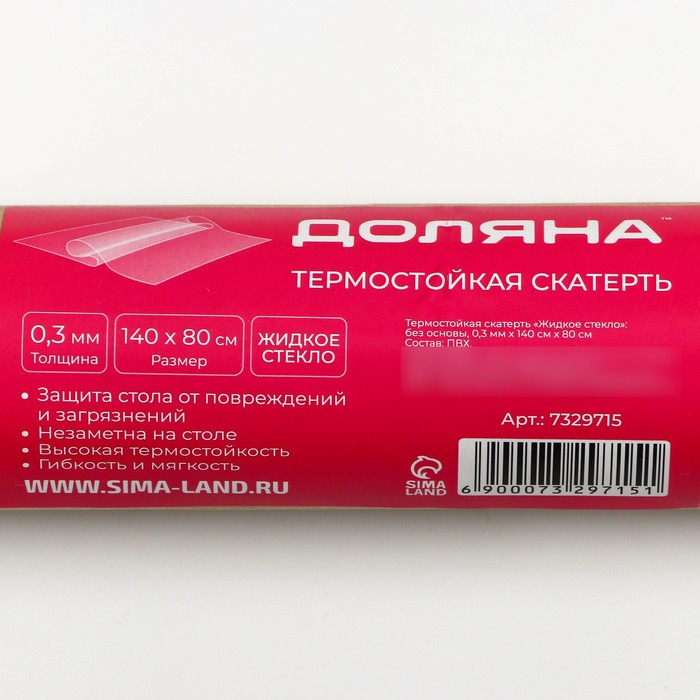 ДОЛЯНА™
ТЕРМОСТОЙКАЯ СКАТЕРТЬ
0,3 мм
Толщина
140 x 80 см
Размер
ЖИДКОЕ
СТЕКЛО
Термостойкая скатерть «Жидкое стекло»:
без основы, 0,3 мм x 140 см x 80 см
Состав: ПВХ.
• Защита стола от повреждений
и загрязнений
• Незаметна на столе
• Высокая термостойкость
• Гибкость и мягкость
WWW.SIMA-LAND.RU
Арт.: 7329715
SIMA
LAND
6 900073 297151